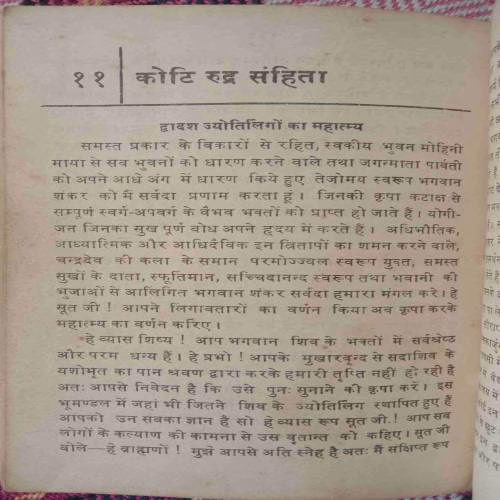 ११ कोटि रुद्र संहिता
द्वादश ज्योतिलिगों का महात्म्य
समस्त प्रकार के विकारों से रहित, स्वकीय भुवन मोहिनी
माया से सब भुवनों को धारण करने वाले तथा जगन्माता पार्वती
को अपने आधे अंग में धारण किये हुए तेजोमय स्वरूप भगवान
शंकर को मैं सर्वदा प्रणाम करता हूं । जिनकी कृपा कटाक्ष से
सम्पूर्ण स्वर्ग-अपवर्ग के वैभव भक्तों को प्राप्त हो जाते हैं । योगी-
जत जिनका सुख पूर्ण बोध अपने हृदय में करते हैं । अधिभौतिक,
आध्यात्मिक और आधिदैविक इन त्रितापों का शमन करने वाले,
चन्द्रदेव की कला के समान परमोज्ज्वल स्वरूप युक्त, समस्त
सुखों के दाता, स्फूतिमान, सच्चिदानन्द स्वरूप तथा भवानी की
भुजाओं से आलिगित भगवान शंकर सर्वदा हमारा मंगल करे । हे
सूत जी ! आपने लिगावतारों का वर्णन किया अब कृपा करके
महात्म्य का वर्णन करिए ।
हे व्यास शिष्य ! आप भगवान शिव के भक्तों में सर्वश्रेष्ठ
और परम धन्य हैं । हे प्रभो ! आपके मुखारबृन्द से सदाशिव के
यशोमृत का पान श्रवण द्वारा करके हमारी तृप्ति नहीं हो रही है
अतः आपसे निवेदन है कि उसे पुनः सुनाने की कृपा करें । इस
भूमण्डल में जहां भी जितने शिव के ज्योतिलिग स्थापित हुए हैं
आपको उन सबका ज्ञान है सो हे व्यास रूप सूत जी ! आप सब
लोगों के कल्याण की कामना से उस वृतान्त को कहिए । सूत जी
बोले—हे ब्राह्मणों ! मुझे आपसे अति स्नेह है अतः मैं संक्षिप्त रूप